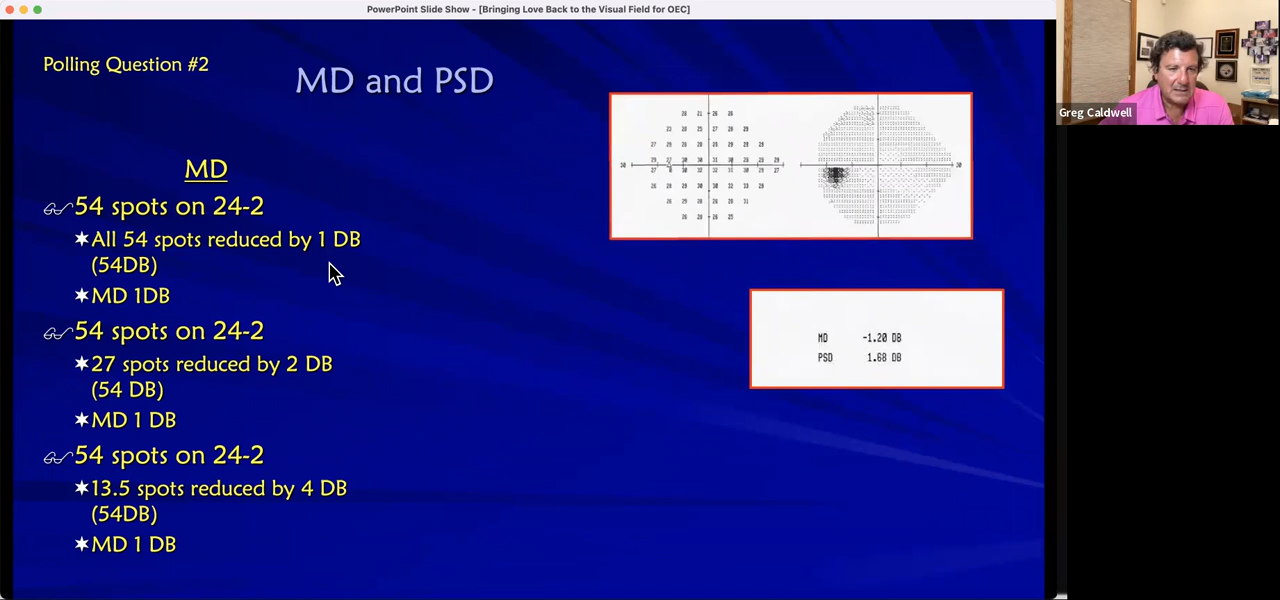 PowerPoint Slide Show - [Bringing Love Back to the Visual Field for OEC]
Polling Question #2
MD and PSD
MD
54 spots on 24-2
All 54 spots reduced by 1 DB
(54DB)
MD 1DB
54 spots on 24-2
27 spots reduced by 2 DB
(54 DB)
MD 1 DB
54 spots on 24-2
13.5 spots reduced by 4 DB
(54DB)
MD 1 DB
30
30
MD -1.20 DB
PSD 1.68 DB
Greg Caldwell